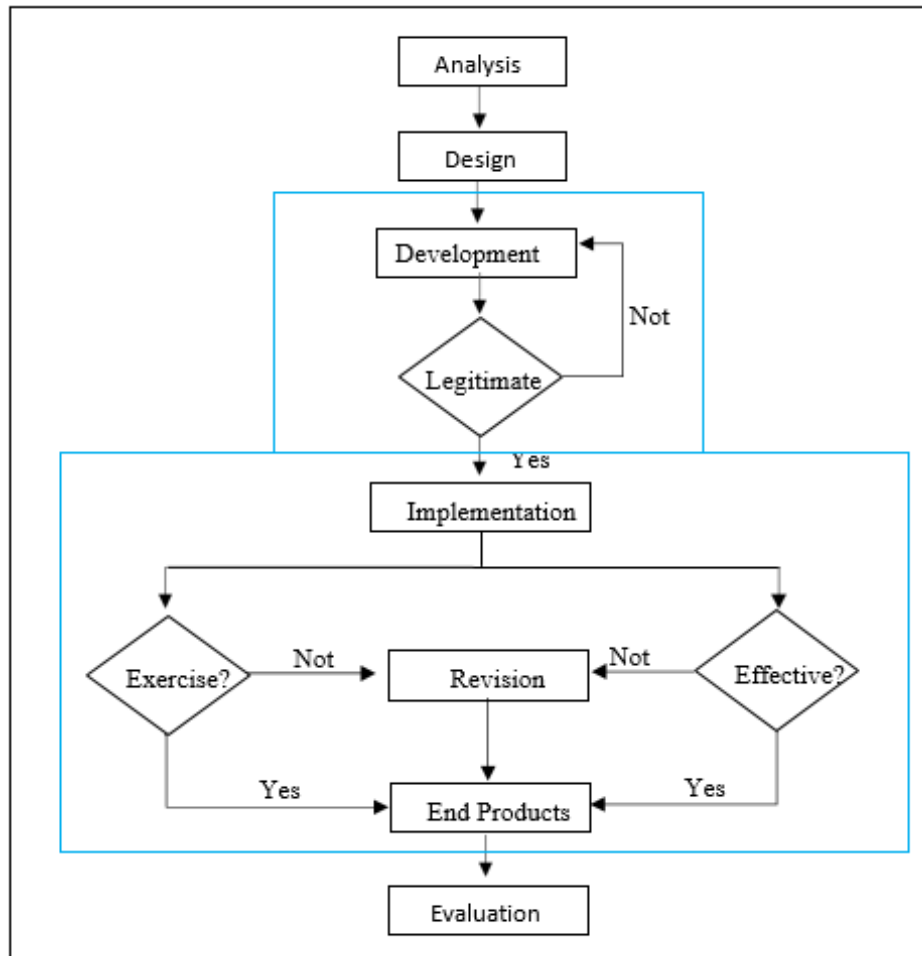 Analysis
Design
Development
Not
Legitimate
Yes
Implementation
Exercise?
Not
Revision
Not
Effective?
Yes
End Products
Yes
Evaluation